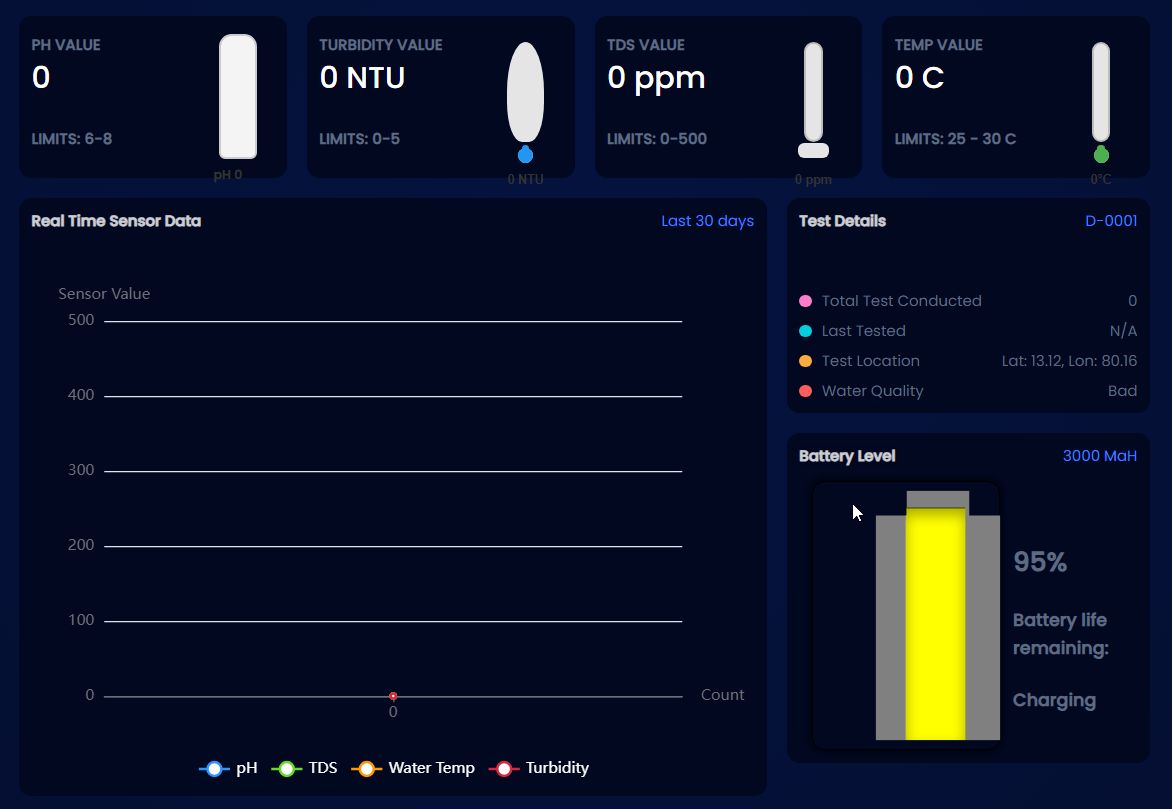 PH VALUE
0
LIMITS: 6-8
pH 0
TURBIDITY VALUE
0 NTU
LIMITS: 0-5
0 NTU
TDS VALUE
0 ppm
LIMITS: 0-500
0 ppm
TEMP VALUE
0 C
LIMITS: 25 - 30 C
0°C
Real Time Sensor Data
Last 30 days
Sensor Value
500
400
300
200
100
0
Count
0
pH TDS Water Temp Turbidity
Test Details
D-0001
Total Test Conducted 0
Last Tested N/A
Test Location Lat: 13.12, Lon: 80.16
Water Quality Bad
Battery Level
3000 MaH
95%
Battery life
remaining:
Charging